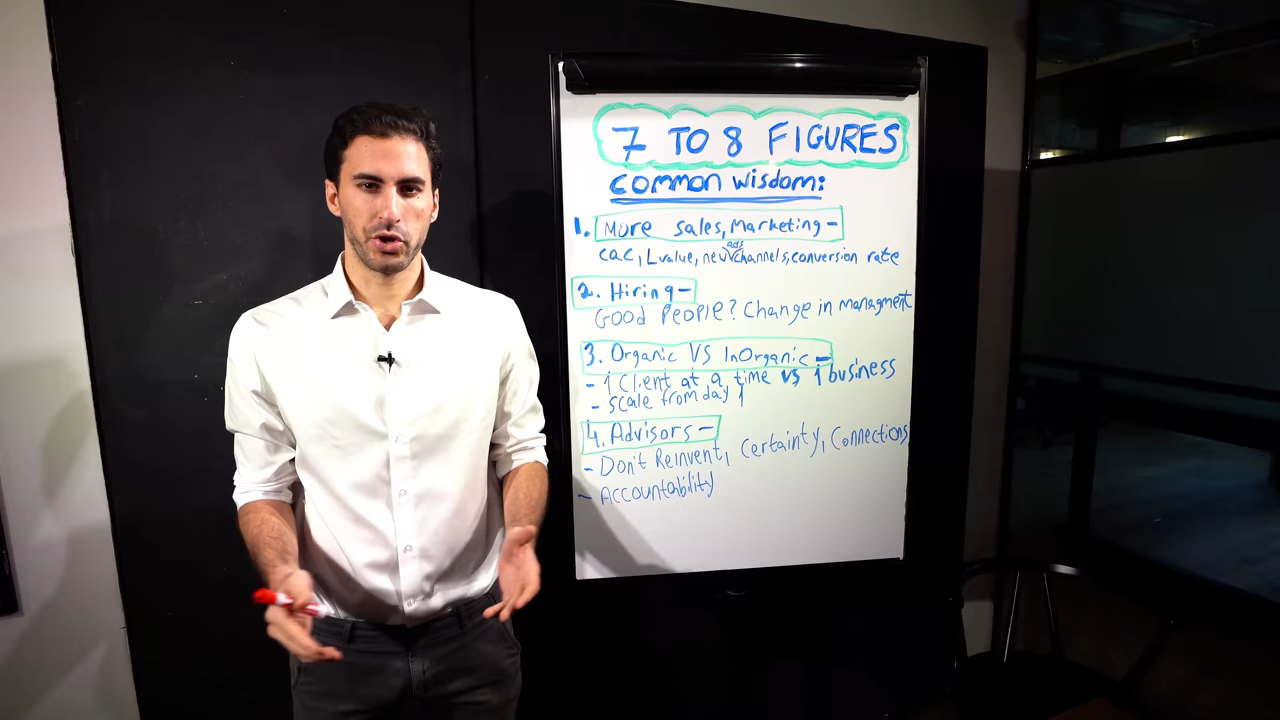 7 TO 8 FIGURES
Common Wisdom:
1. More Sales, Marketing -
CAC, Lvalue, new ads channels, conversion rate
2. Hiring -
Good People? Change in managment
3. Organic VS InOrganic -
- 1 Client at a time vs 1 business
- Scale from day 1
4. Advisors -
- Don't Reinvent, Certainty, Connections
- Accountability